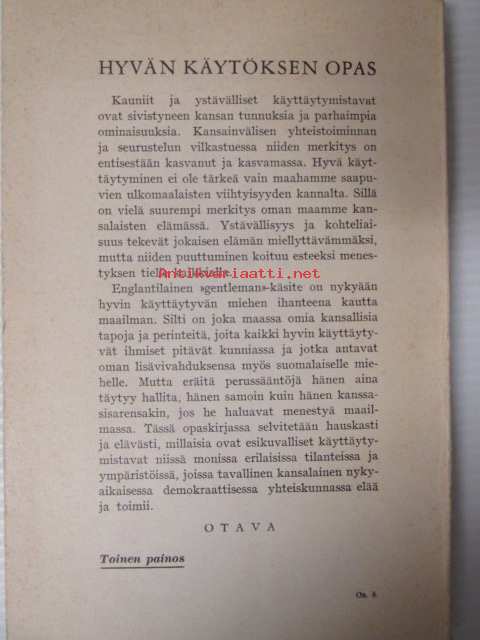 HYVÄN KÄYTÖKSEN OPAS
Kauniit ja ystävälliset käyttäytymistavat
ovat sivistyneen kansan tunnuksia ja parhaimpia
ominaisuuksia. Kansainvälisen yhteistoiminnan
ja seurustelun vilkastuessa niiden merkitys on
entisestään kasvanut ja kasvamassa. Hyvä käyt-
täytyminen ei ole tärkeä vain maahamme saapu-
vien ulkomaalaisten viihtyisyyden kannalta. Sillä
on vielä suurempi merkitys oman maamme kan-
salaisten elämässä. Ystävällisyys ja kohteliai-
suus tekevät jokaisen elämän miellyttävämmäksi,
mutta niiden puuttuminen koituu esteeksi menes-
tyksen tiellä kaikkialla.
Antikvariaatti.net
Englantilainen »gentleman»-käsite on nykyään
hyvin käyttäytyvän miehen ihanteena kautta
maailman. Silti on joka maassa omia kansallisia
tapoja ja perinteitä, joita kaikki hyvin käyttäyty-
vät ihmiset pitävät kunniassa ja jotka antavat
oman lisävivahduksensa myös suomalaiselle mie-
helle. Mutta eräitä perussääntöjä hänen aina
täytyy hallita, hänen samoin kuin hänen kanssa-
sisarensakin, jos he haluavat menestyä maail-
massa. Tässä opaskirjassa selvitetään hauskasti
ja elävästi, millaisia ovat esikuvalliset käyttäyty-
mistavat niissä monissa erilaisissa tilanteissa ja
ympäristöissä, joissa tavallinen kansalainen nyky-
aikaisessa demokraattisessa yhteiskunnassa elää
ja toimii.
OTAVA
Toinen painos